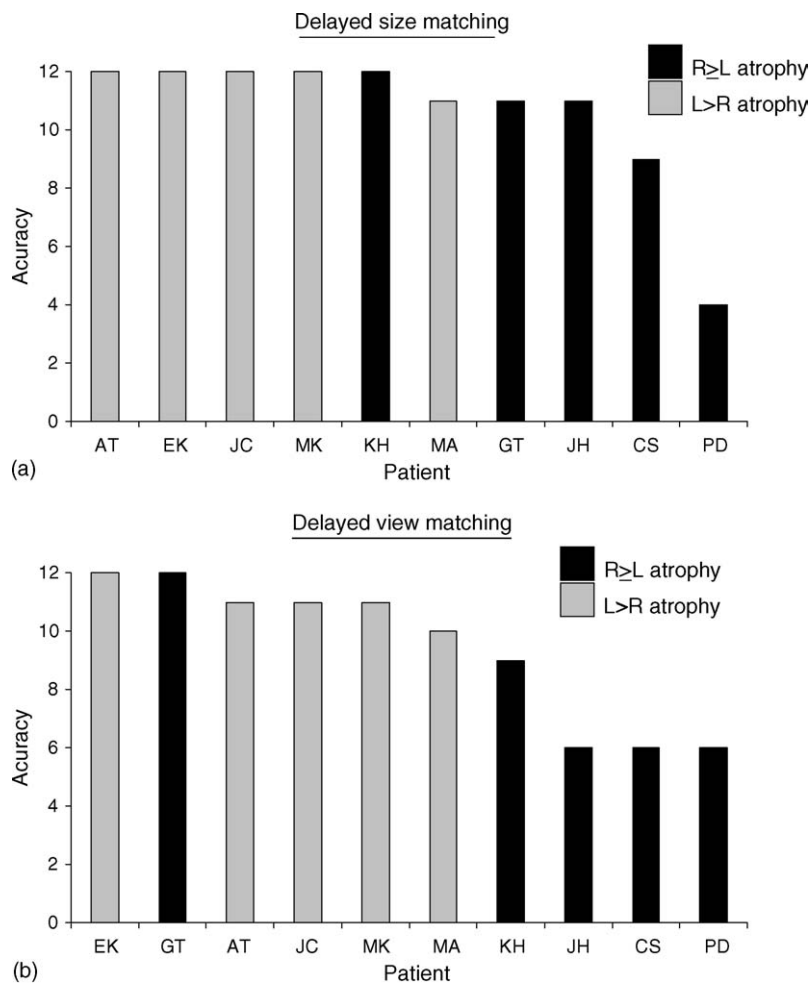 Delayed size matching
R≥L atrophy
L>R atrophy
12
10
8
6
4
2
0
Acuracy
AT EK JC MK KH MA GT JH CS PD
Patient
(a)
Delayed view matching
R≥L atrophy
L>R atrophy
12
10
8
6
4
2
0
Acuracy
EK GT AT JC MK MA KH JH CS PD
Patient
(b)